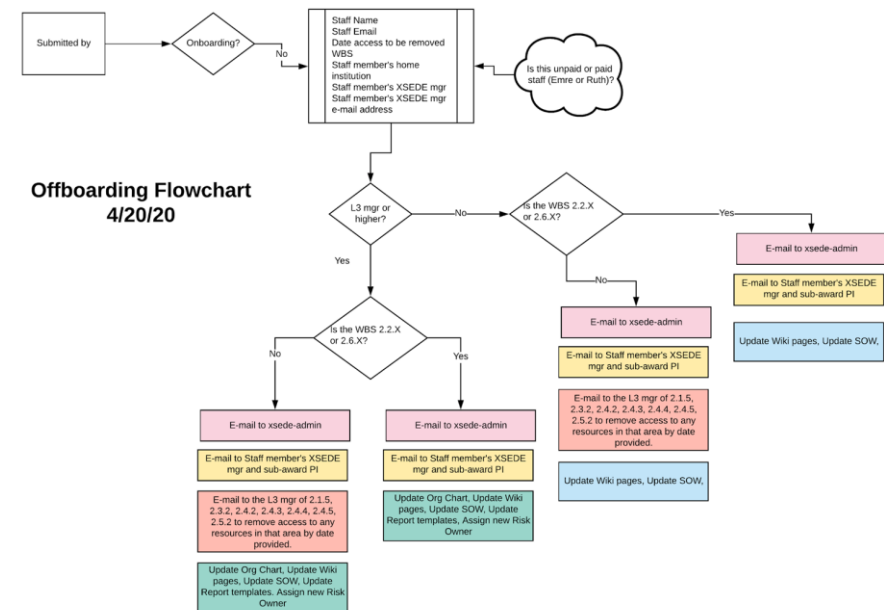 Submitted by
Onboarding?
No
Staff Name
Staff Email
Date access to be removed
WBS
Staff member's home
institution
Staff member's XSEDE mgr
Staff member's XSEDE mgr
e-mail address
Is this unpaid or paid
staff (Emre or Ruth)?
Offboarding Flowchart
4/20/20
L3 mgr or
higher?
No
Is the WBS 2.2.X
or 2.6.X?
Yes
E-mail to xsede-admin
E-mail to Staff member's XSEDE
mgr and sub-award PI
Update Wiki pages, Update SOW,
No
E-mail to xsede-admin
E-mail to Staff member's XSEDE
mgr and sub-award PI
E-mail to the L3 mgr of 2.1.5,
2.3.2, 2.4.2, 2.4.3, 2.4.4, 2.4.5,
2.5.2 to remove access to any
resources in that area by date
provided.
Update Wiki pages, Update SOW,
Yes
Is the WBS 2.2.X
or 2.6.X?
No
E-mail to xsede-admin
E-mail to Staff member's XSEDE
mgr and sub-award PI
E-mail to the L3 mgr of 2.1.5,
2.3.2, 2.4.2, 2.4.3, 2.4.4, 2.4.5,
2.5.2 to remove access to any
resources in that area by date
provided.
Update Org Chart, Update Wiki
pages, Update SOW, Update
Report templates. Assign new Risk
Owner
Yes
E-mail to xsede-admin
E-mail to Staff member's XSEDE
mgr and sub-award PI
Update Org Chart, Update Wiki
pages, Update SOW, Update
Report templates, Assign new Risk
Owner